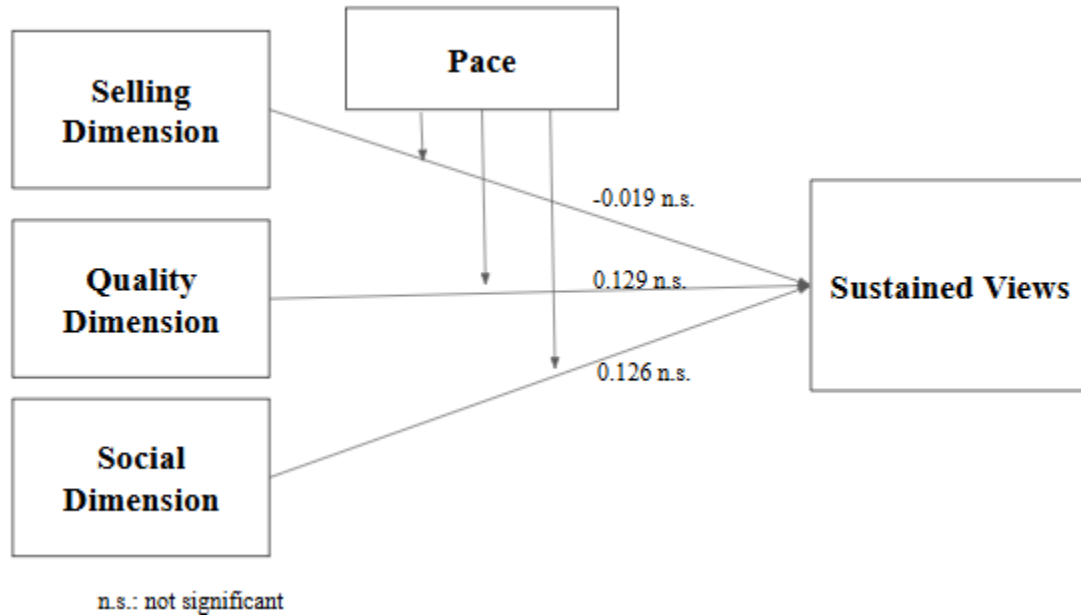 Pace
Selling
Dimension
-0.019 n.s.
Quality
Dimension
0.129 n.s.
Sustained Views
0.126 n.s.
Social
Dimension
n.s.: not significant